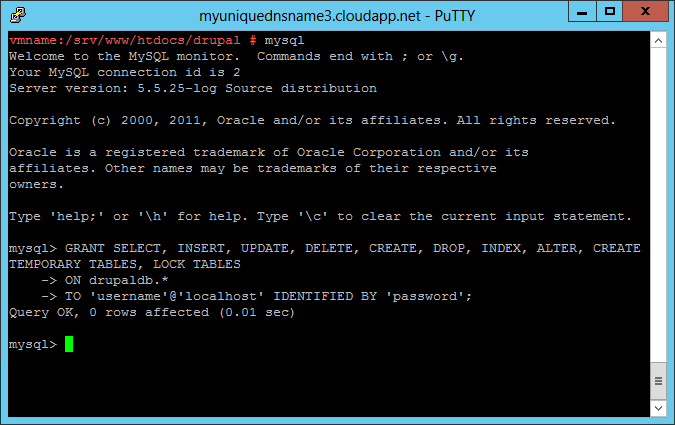 myuniquednsname3.cloudapp.net - PuTTY
vmname:/srv/www/htdocs/drupal # mysql
Welcome to the MySQL monitor.  Commands end with ; or \g.
Your MySQL connection id is 2
Server version: 5.5.25-log Source distribution
Copyright (c) 2000, 2011, Oracle and/or its affiliates. All rights reserved.
Oracle is a registered trademark of Oracle Corporation and/or its
affiliates. Other names may be trademarks of their respective
owners.
Type 'help;' or '\h' for help. Type '\c' to clear the current input statement.
mysql> GRANT SELECT, INSERT, UPDATE, DELETE, CREATE, DROP, INDEX, ALTER, CREATE
TEMPORARY TABLES, LOCK TABLES
    -> ON drupaldb.*
    -> TO 'username'@'localhost' IDENTIFIED BY 'password';
Query OK, 0 rows affected (0.01 sec)
mysql>